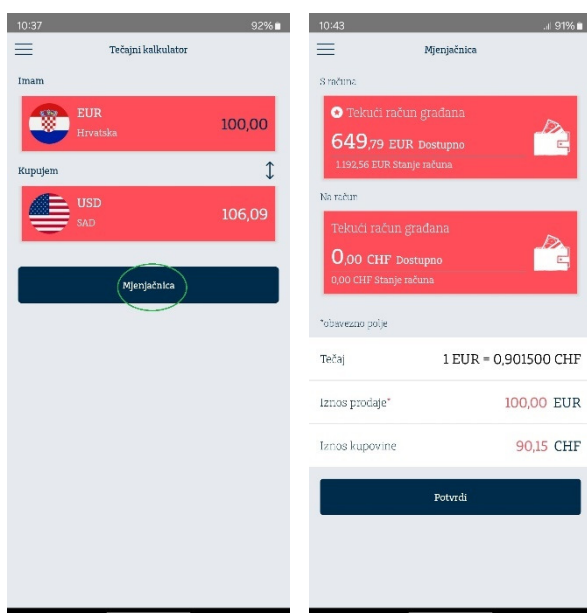 10:37 92%
Tečajni kalkulator
Imam
EUR
Hrvatska
100,00
Kupujem
USD
SAD
106,09
Mjenjačnica
10:43 91%
Mjenjačnica
S računa
Tekući račun građana
649,79 EUR Dostupno
1.192,56 EUR Stanje računa
Na račun
Tekući račun građana
0,00 CHF Dostupno
0,00 CHF Stanje računa
*obavezno polje
Tečaj 1 EUR = 0,901500 CHF
Iznos prodaje* 100,00 EUR
Iznos kupovine 90,15 CHF
Potvrdi